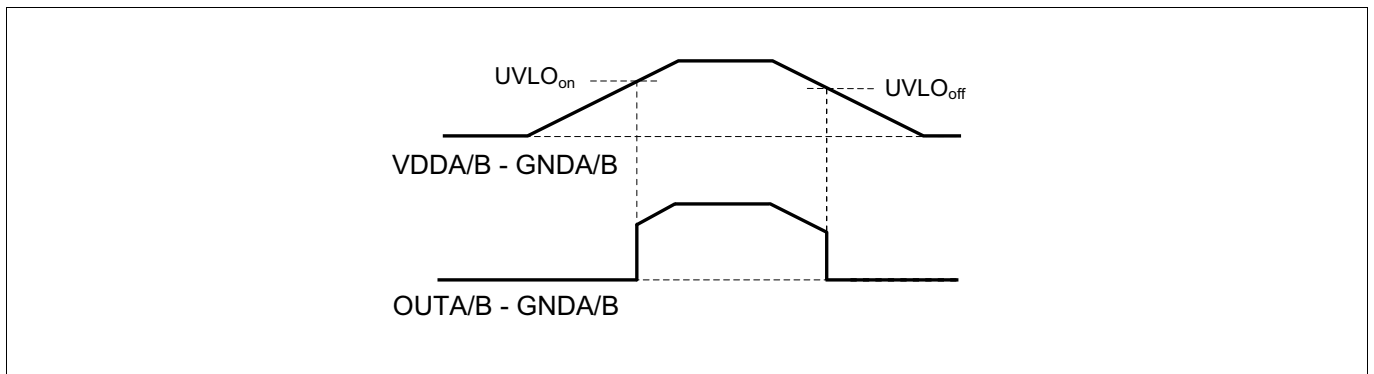 UVLOon
UVLOoff
VDDA/B - GNDA/B
OUTA/B - GNDA/B